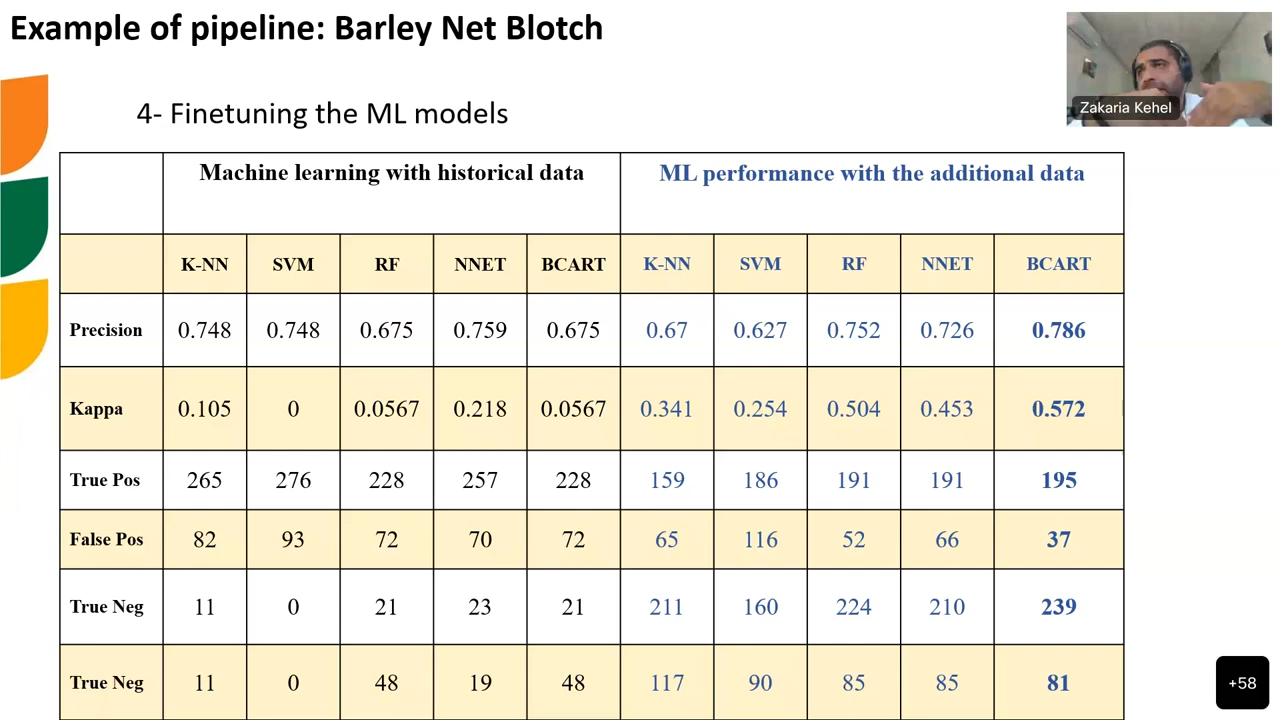 Example of pipeline: Barley Net Blotch
Zakaria Kehel
4- Finetuning the ML models
Machine learning with historical data ML performance with the additional data
K-NN SVM RF NNET BCART K-NN SVM RF NNET BCART
Precision 0.748 0.748 0.675 0.759 0.675 0.67 0.627 0.752 0.726 0.786
Kappa 0.105 0 0.0567 0.218 0.0567 0.341 0.254 0.504 0.453 0.572
True Pos 265 276 228 257 228 159 186 191 191 195
False Pos 82 93 72 70 72 65 116 52 66 37
True Neg 11 0 21 23 21 211 160 224 210 239
True Neg 11 0 48 19 48 117 90 85 85 81
+58